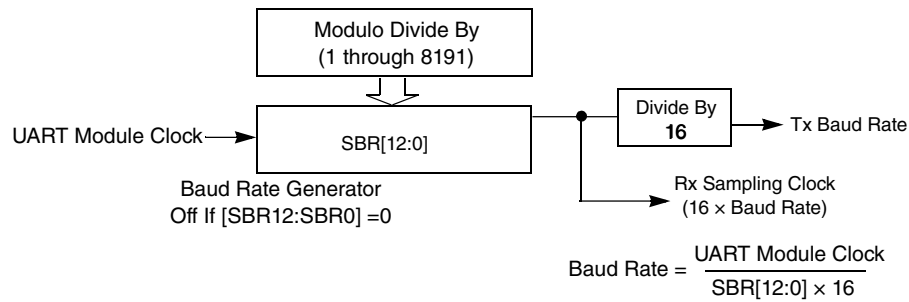 Modulo Divide By
(1 through 8191)
UART Module Clock
SBR[12:0]
Divide By
16
Tx Baud Rate
Baud Rate Generator
Off If [SBR12:SBR0] =0
Rx Sampling Clock
(16 × Baud Rate)
Baud Rate = UART Module Clock
SBR[12:0] × 16